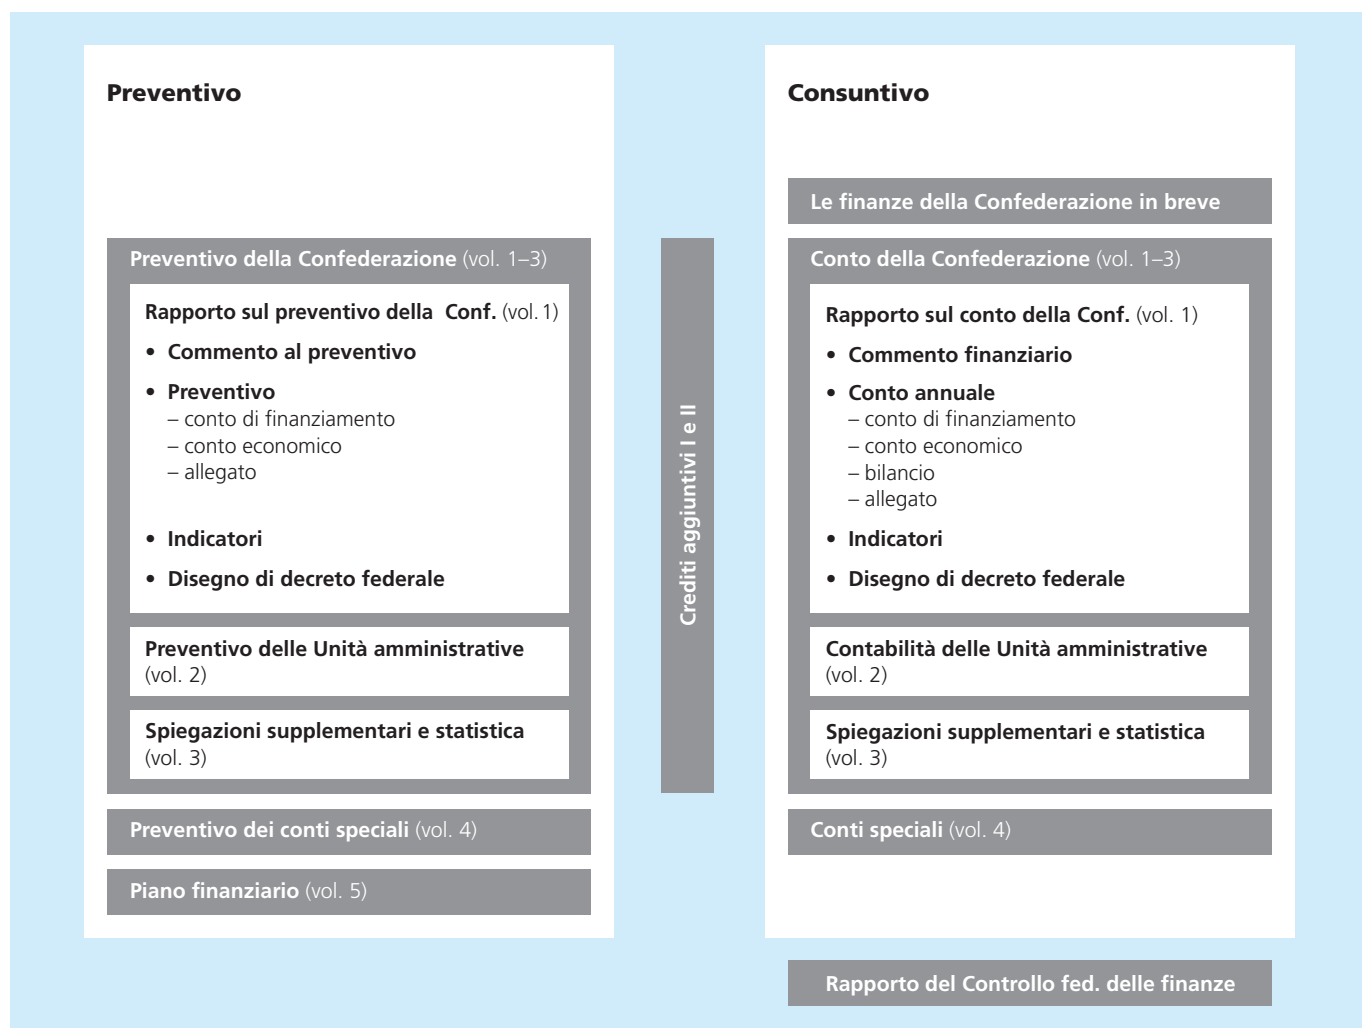 Preventivo
Preventivo della Confederazione (vol. 1–3)
Rapporto sul preventivo della Conf. (vol. 1)
• Commento al preventivo
• Preventivo
– conto di finanziamento
– conto economico
– allegato
• Indicatori
• Disegno di decreto federale
Preventivo delle Unità amministrative
(vol. 2)
Spiegazioni supplementari e statistica
(vol. 3)
Preventivo dei conti speciali (vol. 4)
Piano finanziario (vol. 5)
Crediti aggiuntivi I e II
Consuntivo
Le finanze della Confederazione in breve
Conto della Confederazione (vol. 1–3)
Rapporto sul conto della Conf. (vol. 1)
• Commento finanziario
• Conto annuale
– conto di finanziamento
– conto economico
– bilancio
– allegato
• Indicatori
• Disegno di decreto federale
Contabilità delle Unità amministrative
(vol. 2)
Spiegazioni supplementari e statistica
(vol. 3)
Conti speciali (vol. 4)
Rapporto del Controllo fed. delle finanze